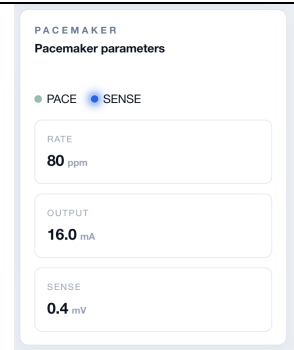 PACEMAKER
Pacemaker parameters
PACE SENSE
RATE
80 ppm
OUTPUT
16.0 mA
SENSE
0.4 mV